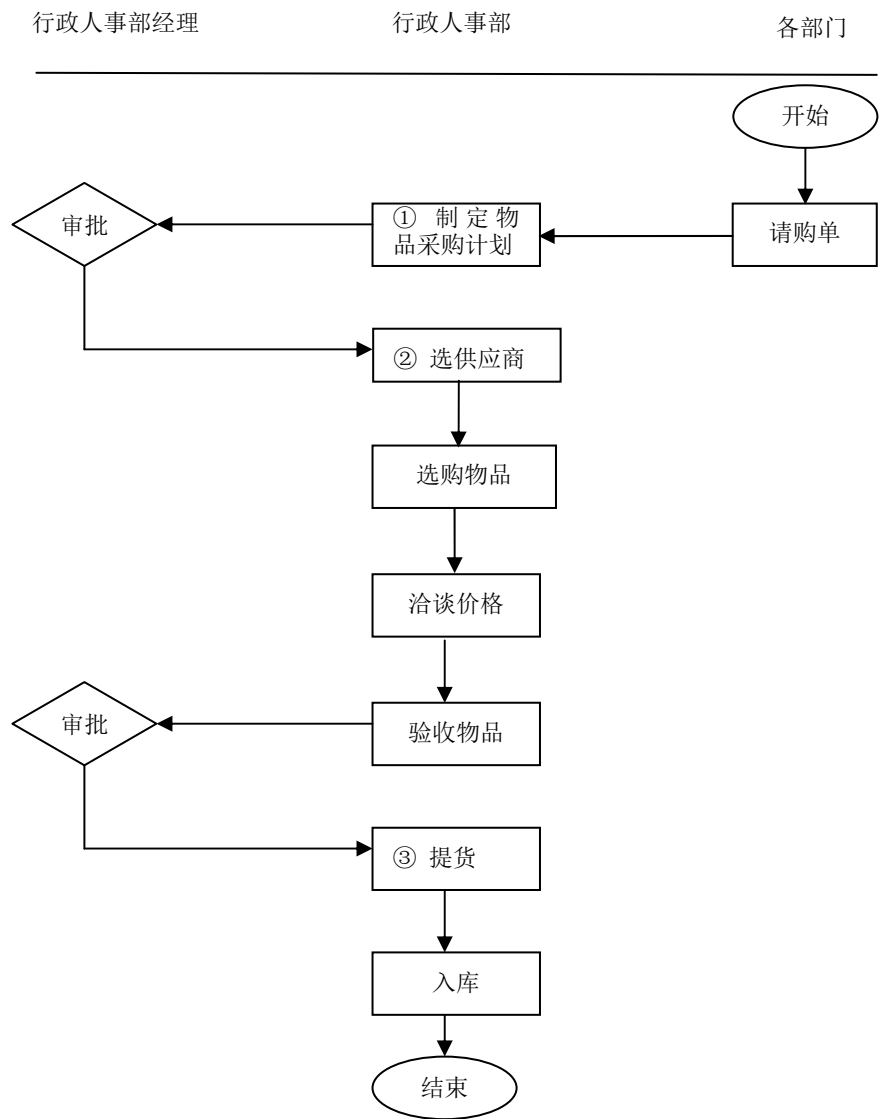 行政人事部经理
行政人事部
各部门
开始
审批
① 制定物
品采购计划
请购单
② 选供应商
选购物品
洽谈价格
审批
验收物品
③ 提货
入库
结束